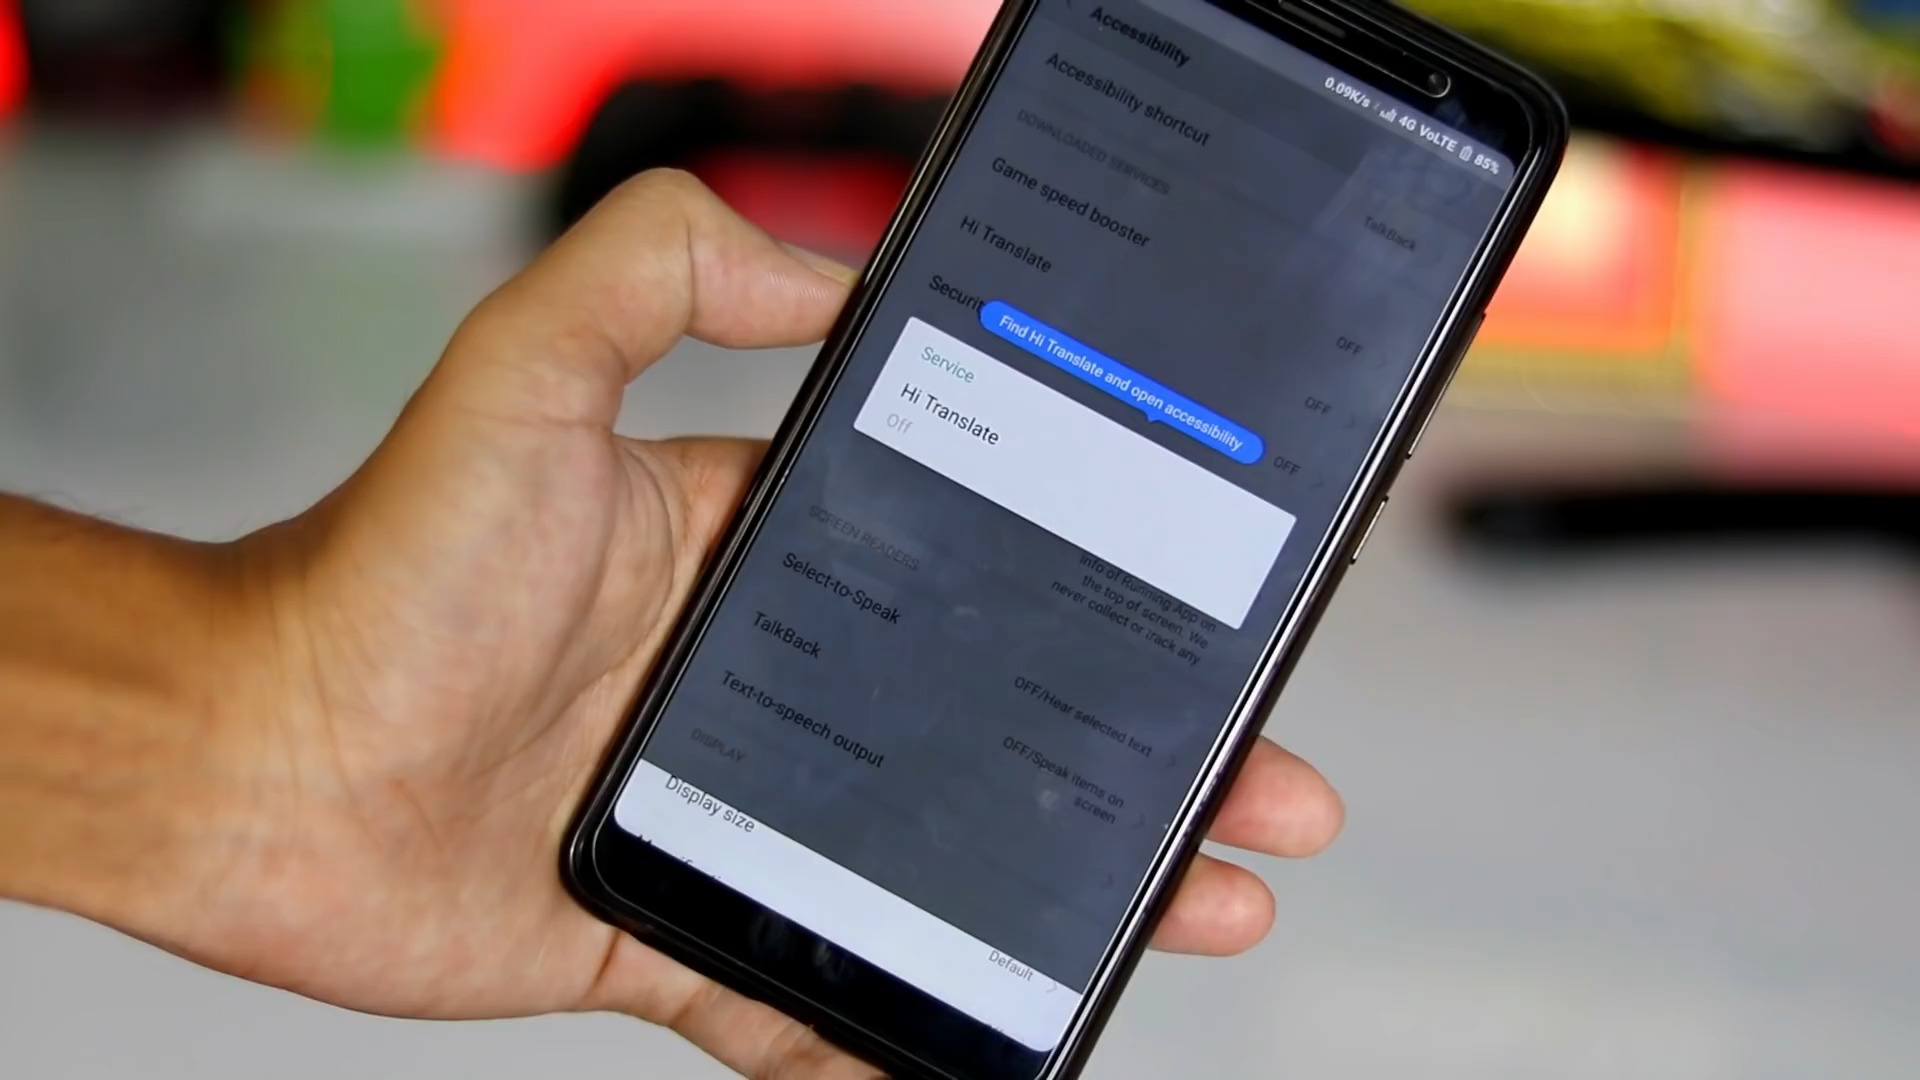 0.09K/s 4G VoLTE 85%
Accessibility
Accessibility shortcut
TalkBack
DOWNLOADED SERVICES
Game speed booster
OFF
Hi Translate
OFF
OFF
Find Hi Translate and open accessibility
Service
Hi Translate
Off
Info of Running App on
the top of screen. We
never collect or track any
SCREEN READERS
Select-to-Speak
OFF/Hear selected text
TalkBack
OFF/Speak items on
screen
Text-to-speech output
DISPLAY
Display size
Default